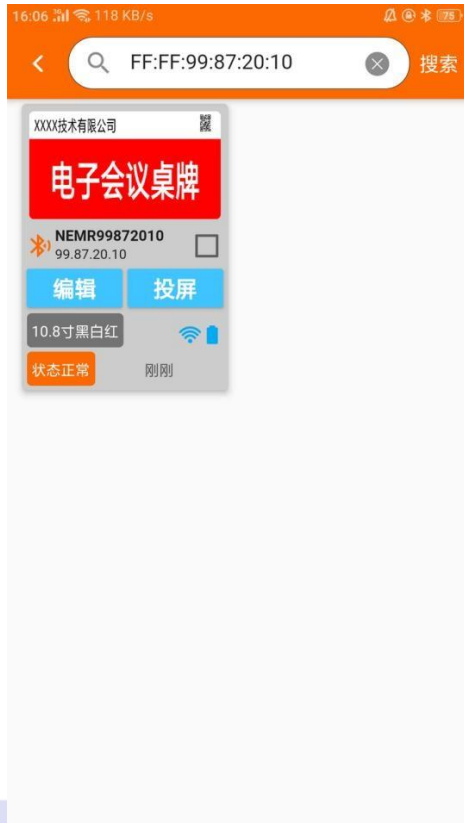 16:06 118 KB/s 75
FF:FF:99:87:20:10 搜索
XXXX技术有限公司
电子会议桌牌
NEMR99872010
99.87.20.10
编辑 投屏
10.8寸黑白红
状态正常 刚刚